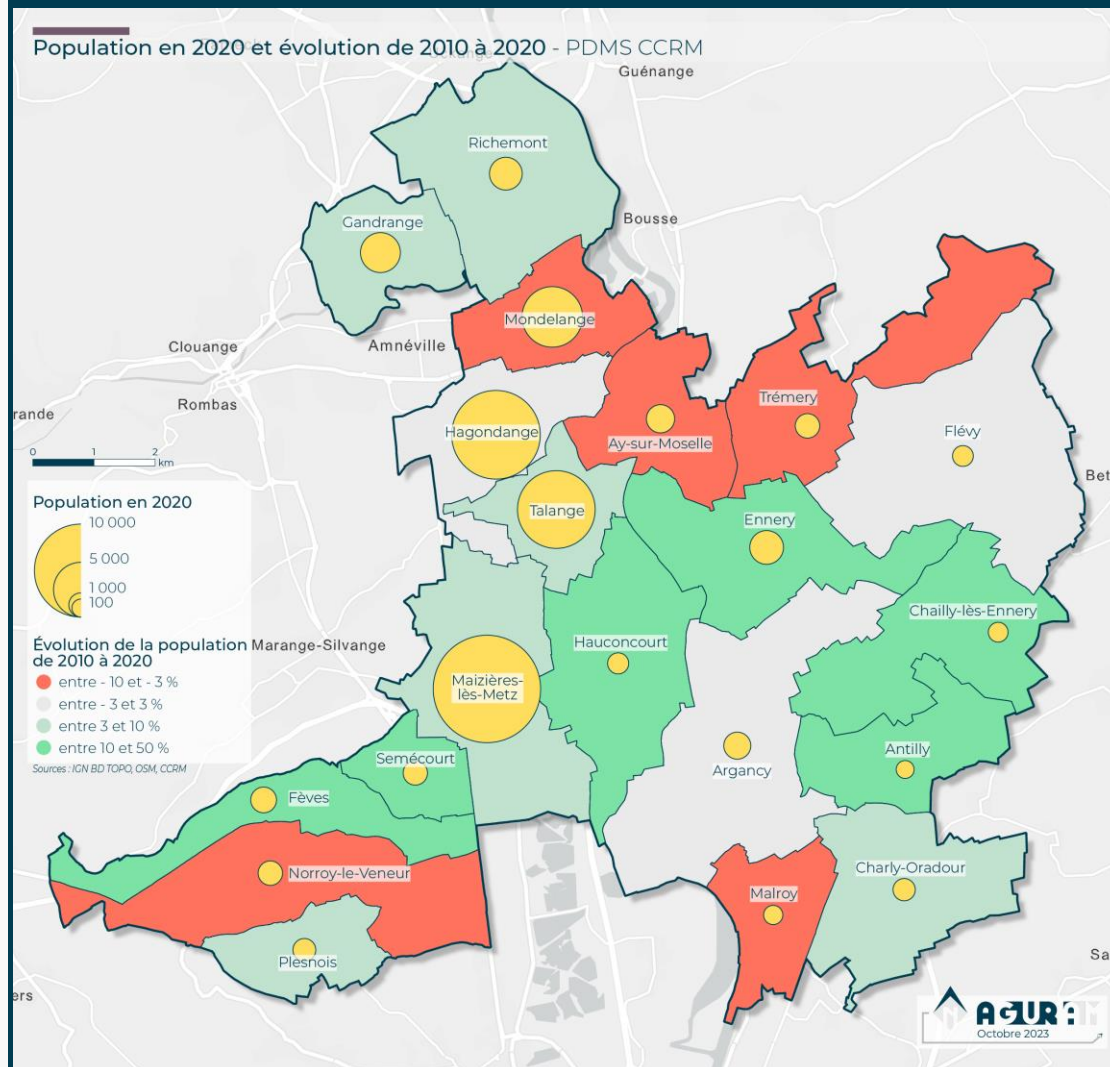 Population en 2020 et évolution de 2010 à 2020 - PDMS CCRM
Guénange
Richemont
Bousse
Gandrange
Mondelange
Clouange
Amnéville
Trémery
Rombas
rande
Hagondange
Ay-sur-Moselle
Flévy
0 1 2
km
Bet
Population en 2020
10 000
5 000
1 000
100
Talange
Ennery
Chailly-lès-Ennery
Évolution de la population
de 2010 à 2020
entre - 10 et - 3 %
entre - 3 et 3 %
entre 3 et 10 %
entre 10 et 50 %
Sources : IGN BD TOPO, OSM, CCRM
Marange-Silvange
Hauconcourt
Maizières-
lès-Metz
Semécourt
Argancy
Antilly
Fèves
Norroy-le-Veneur
Charly-Oradour
Malroy
Plesnois
Sa
ers
AGURAM
Octobre 2023